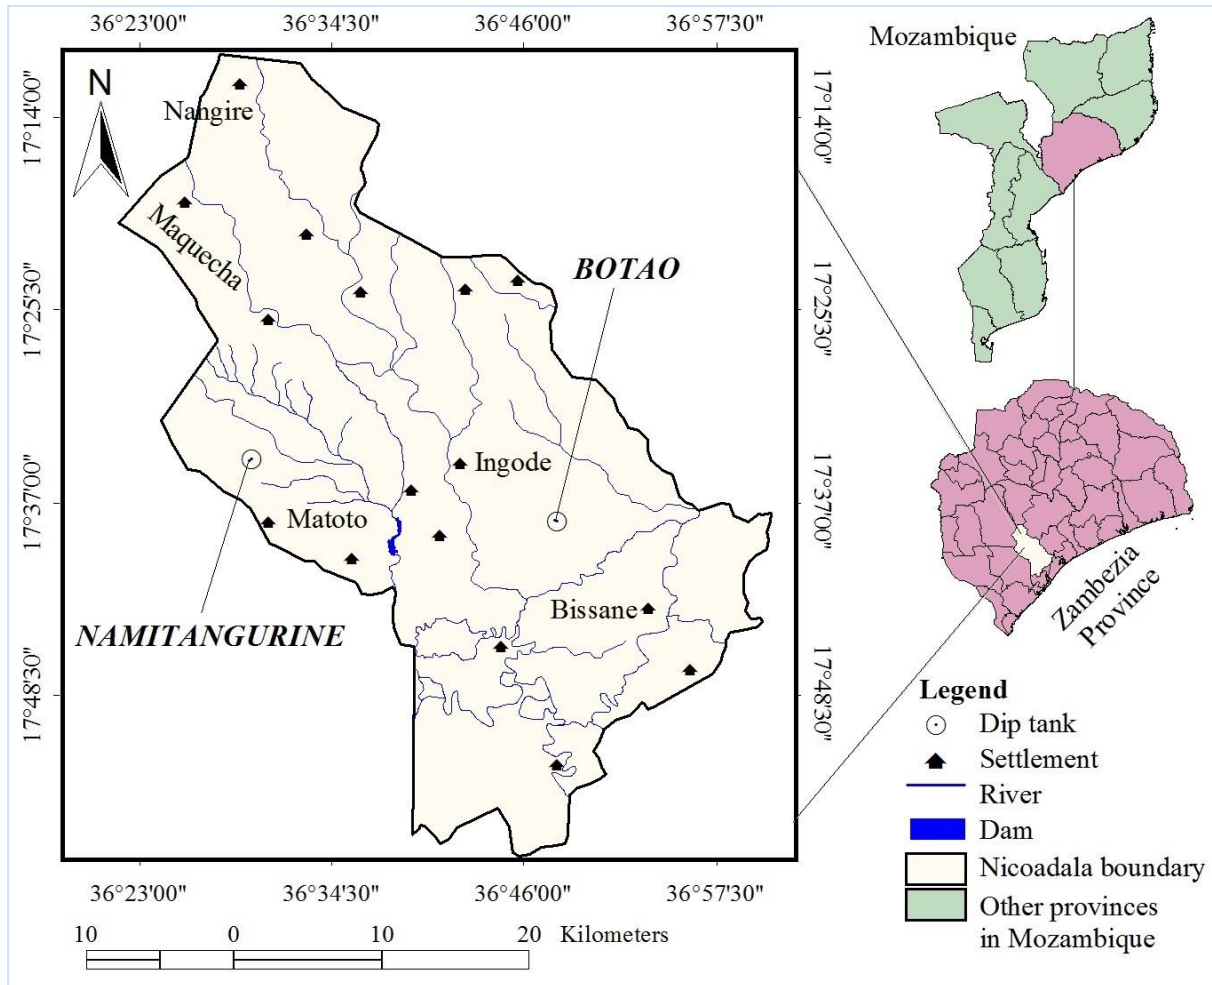 36°23'00" 36°34'30" 36°46'00" 36°57'30"
Mozambique
N
17°14'00"
17°14'00"
Nangire
Maquecha
BOTAO
17°25'30"
17°25'30"
Ingode
17°37'00"
17°37'00"
Matoto
Bissane
NAMITANGURINE
Zambezia
Province
17°48'30"
17°48'30"
Legend
Dip tank
Settlement
River
Dam
Nicoadala boundary
Other provinces
in Mozambique
36°23'00" 36°34'30" 36°46'00" 36°57'30"
10 0 10 20 Kilometers